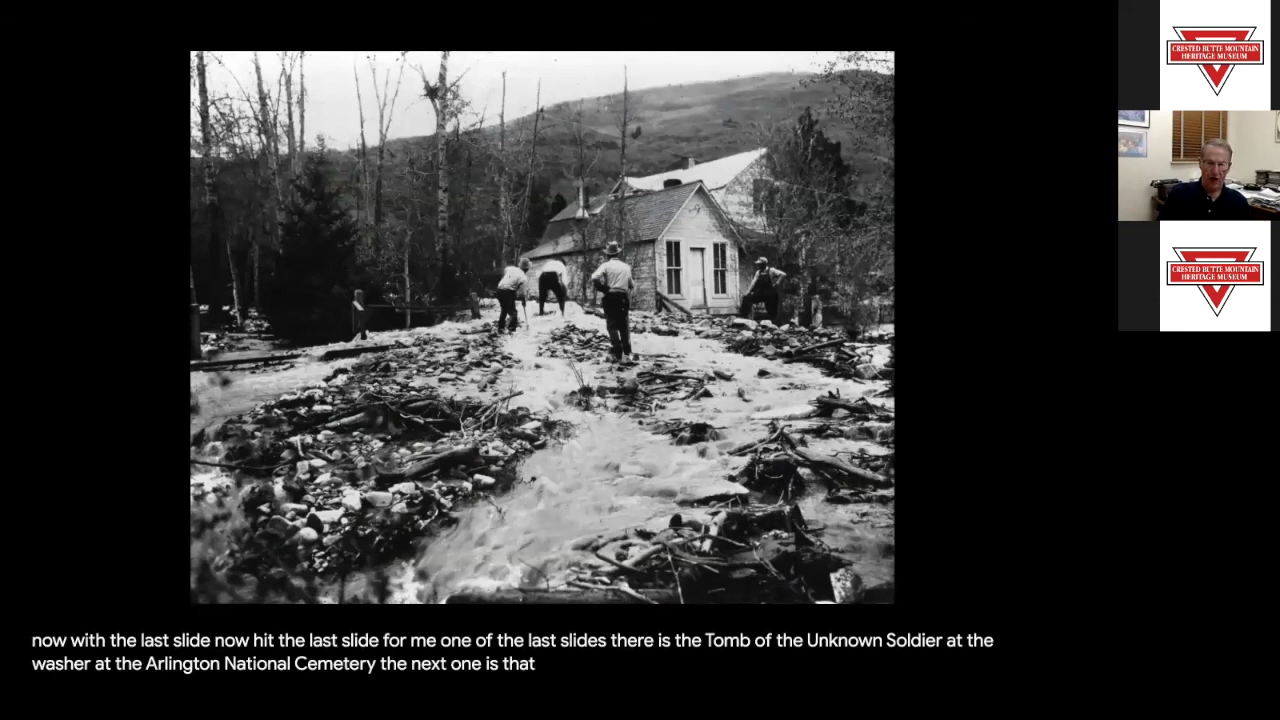 CRESTED BUTTE MOUNTAIN
HERITAGE MUSEUM
CRESTED BUTTE MOUNTAIN
HERITAGE MUSEUM
now with the last slide now hit the last slide for me one of the last slides there is the Tomb of the Unknown Soldier at the
washer at the Arlington National Cemetery the next one is that